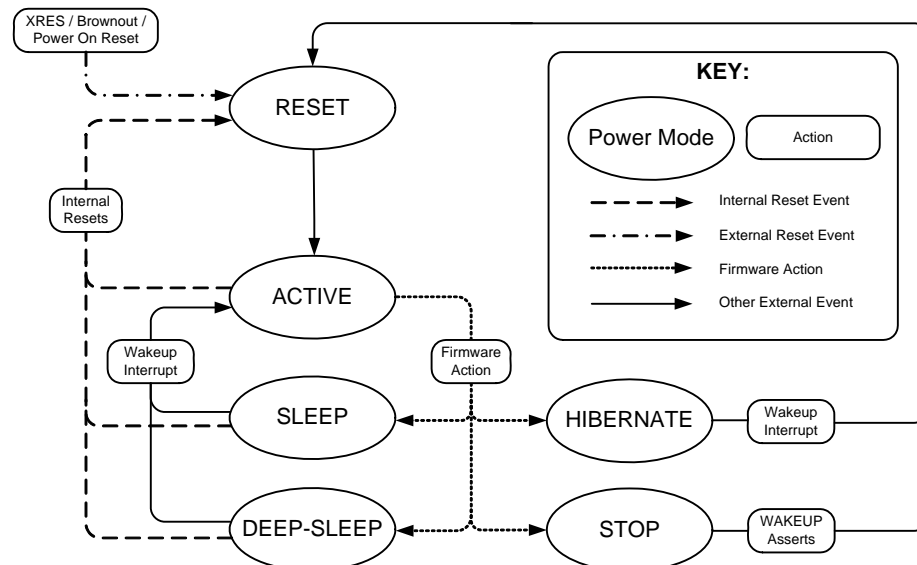 XRES / Brownout /
Power On Reset
RESET
KEY:
Power Mode
Action
Internal
Resets
Internal Reset Event
External Reset Event
Firmware Action
Other External Event
ACTIVE
Wakeup
Interrupt
Firmware
Action
SLEEP
HIBERNATE
Wakeup
Interrupt
DEEP-SLEEP
STOP
WAKEUP
Asserts